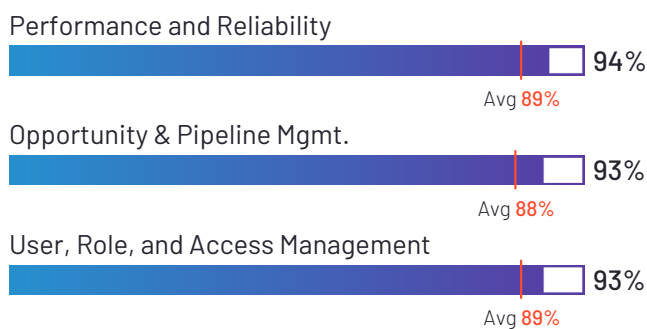 Performance and Reliability
94%
Avg 89%
Opportunity & Pipeline Mgmt.
93%
Avg 88%
User, Role, and Access Management
93%
Avg 89%